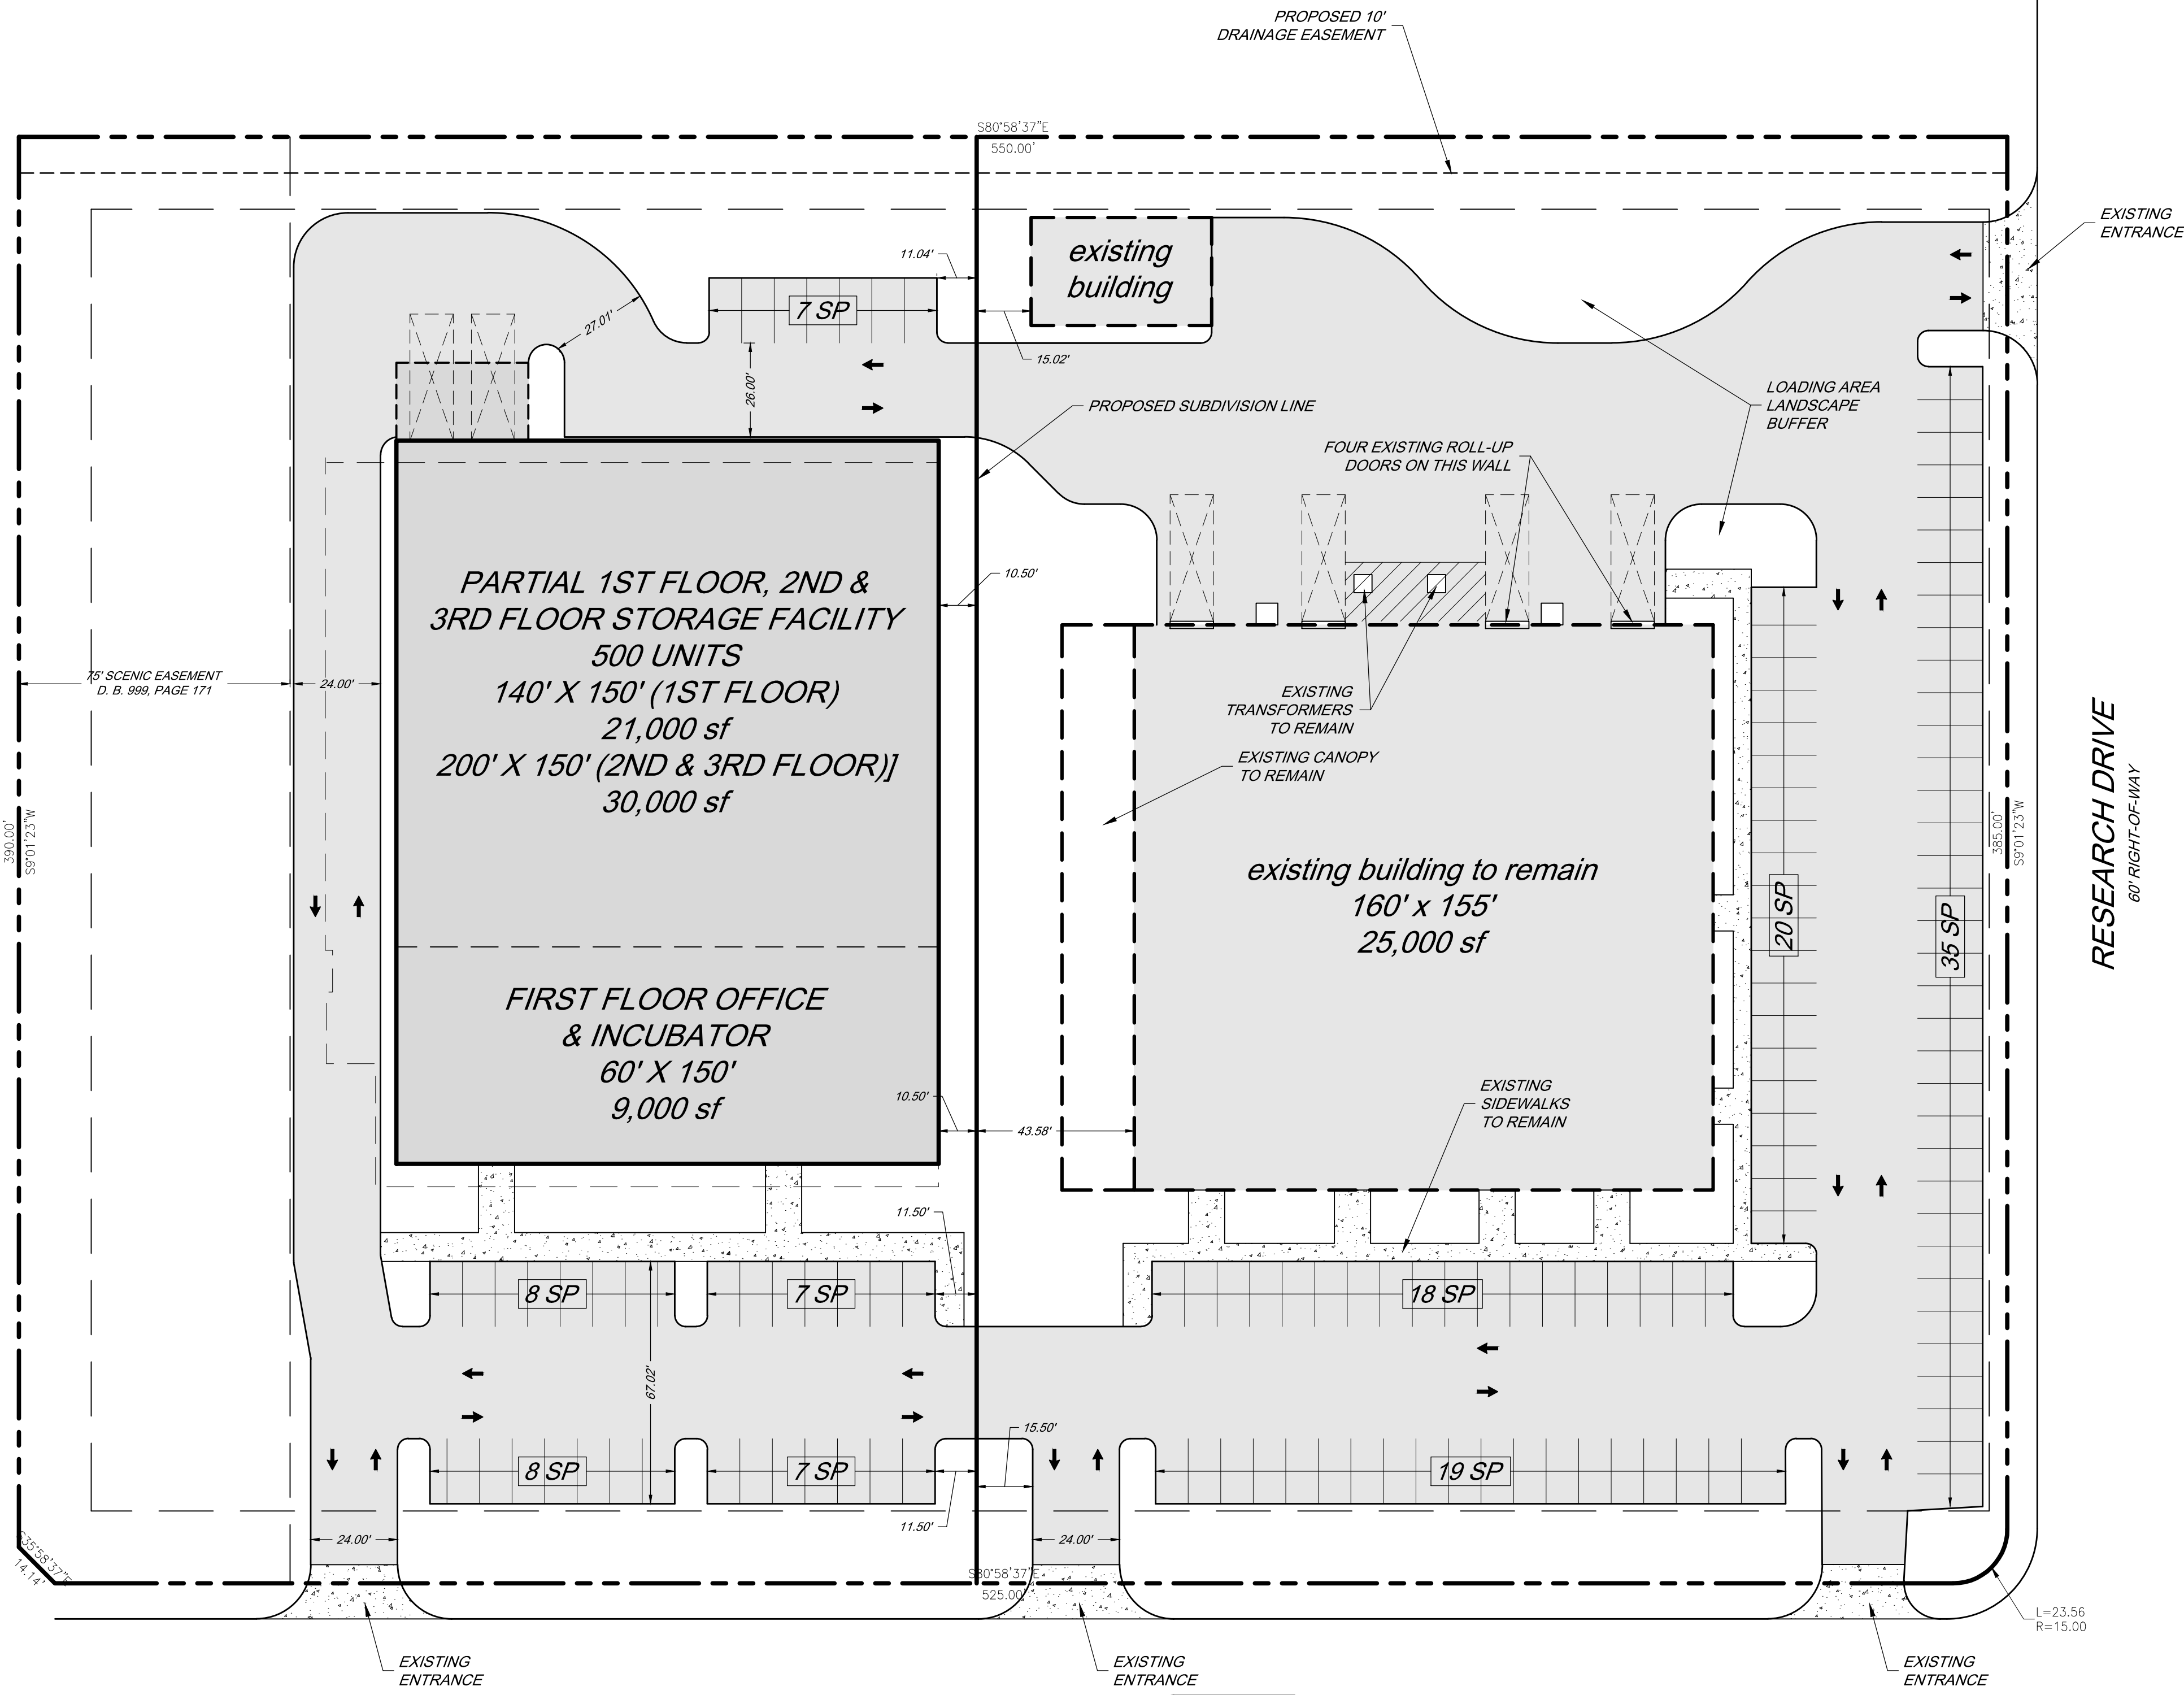 PROPOSED 10'
DRAINAGE EASEMENT
S80°58'37"E
550.00'
EXISTING
ENTRANCE
existing
building
11.04'
7 SP
27.01'
15.02'
26.00'
PROPOSED SUBDIVISION LINE
LOADING AREA
LANDSCAPE
BUFFER
FOUR EXISTING ROLL-UP
DOORS ON THIS WALL
10.50'
PARTIAL 1ST FLOOR, 2ND &
3RD FLOOR STORAGE FACILITY
500 UNITS
140' X 150' (1ST FLOOR)
21,000 sf
200' X 150' (2ND & 3RD FLOOR)]
30,000 sf
75' SCENIC EASEMENT
D. B. 999, PAGE 171
24.00'
EXISTING
TRANSFORMERS
TO REMAIN
EXISTING CANOPY
TO REMAIN
390.00'
S9°01'23"W
existing building to remain
160' x 155'
25,000 sf
20 SP
35 SP
385.00'
S9°01'23"W
RESEARCH DRIVE
60' RIGHT-OF-WAY
FIRST FLOOR OFFICE
& INCUBATOR
60' X 150'
9,000 sf
10.50'
43.58'
EXISTING
SIDEWALKS
TO REMAIN
11.50'
8 SP
7 SP
18 SP
67.02'
15.50'
8 SP
7 SP
19 SP
11.50'
24.00'
24.00'
S35°58'37"E
14.14'
S80°58'37"E
525.00'
L=23.56
R=15.00
EXISTING
ENTRANCE
EXISTING
ENTRANCE
EXISTING
ENTRANCE